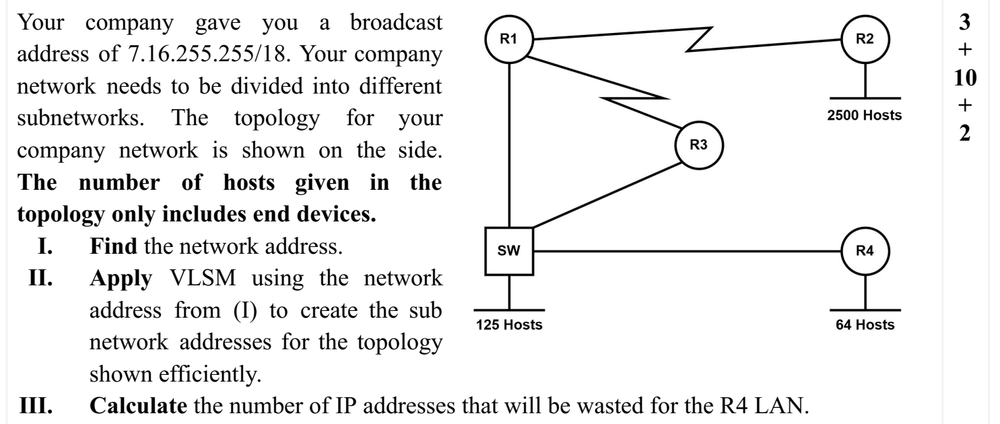 Your company gave you a broadcast
address of 7.16.255.255/18. Your company
network needs to be divided into different
subnetworks. The topology for your
company network is shown on the side.
The number of hosts given in the
topology only includes end devices.
I. Find the network address.
II. Apply VLSM using the network
address from (I) to create the sub
network addresses for the topology
shown efficiently.
III. Calculate the number of IP addresses that will be wasted for the R4 LAN.
R1
R2
2500 Hosts
R3
SW
R4
125 Hosts
64 Hosts
3
+
10
+
2